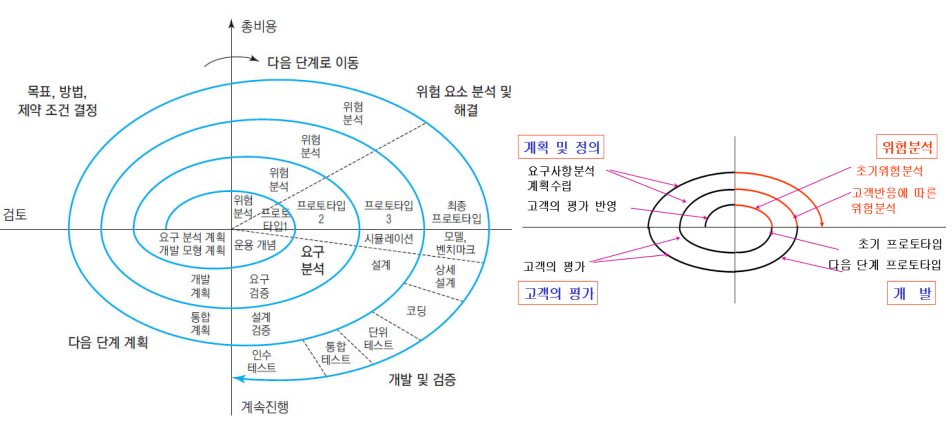 총비용
다음 단계로 이동
목표, 방법,
제약 조건 결정
위험 요소 분석 및
해결
위험
분석
위험
분석
위험
분석
위험
분석
프로토
타입1
프로토타입
2
프로토타입
3
최종
프로토타입
검토
요구 분석 계획
개발 모형 계획
운용 개념
요구
분석
시뮬레이션
모델,
벤치마크
개발
계획
요구
검증
설계
상세
설계
통합
계획
설계
검증
코딩
다음 단계 계획
인수
테스트
통합
테스트
단위
테스트
개발 및 검증
계속진행
계획 및 정의
위험분석
요구사항분석
계획수립
고객의 평가 반영
초기위험분석
고객반응에 따른
위험분석
초기 프로토타입
고객의 평가
다음 단계 프로토타입
고객의 평가
개 발